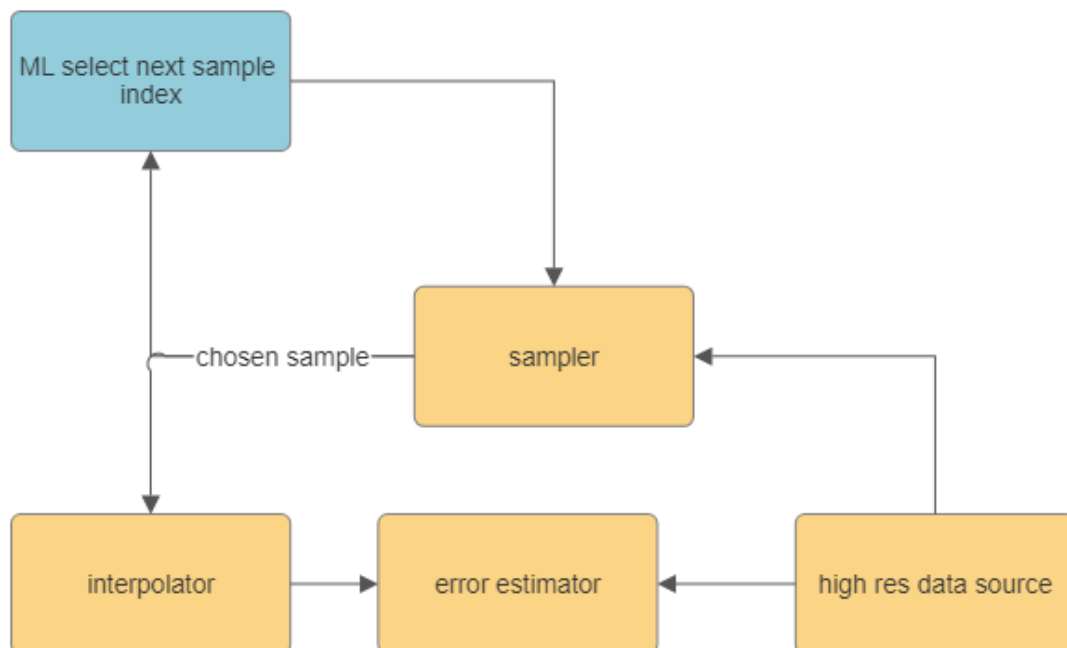 ML select next sample
index
chosen sample
sampler
interpolator
error estimator
high res data source